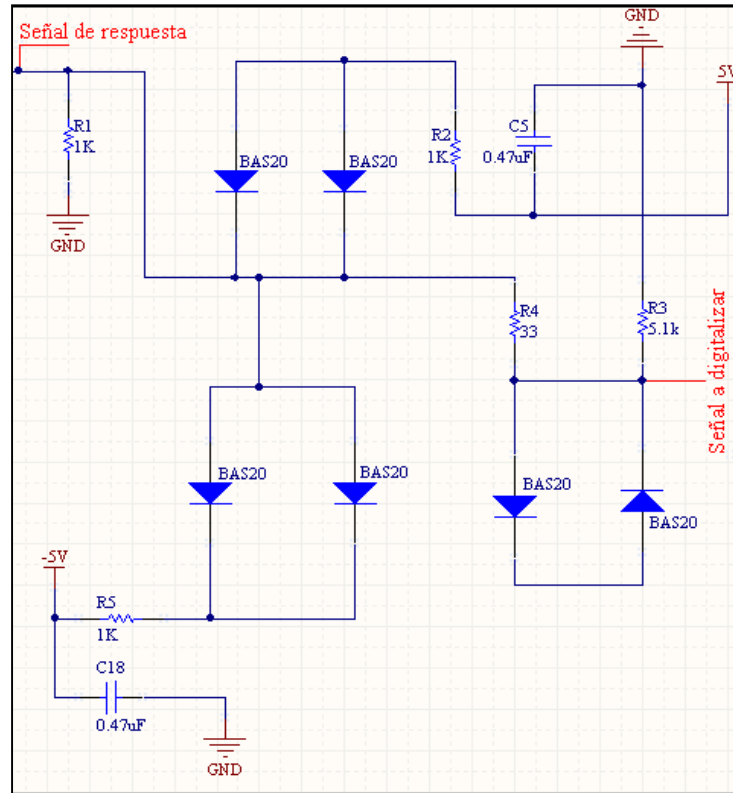 Señal de respuesta
GND
5V
R1
1K
GND
BAS20
BAS20
R2
1K
C5
0.47uF
R4
33
R3
5.1k
Señal a digitalizar
BAS20
BAS20
BAS20
BAS20
-5V
R5
1K
C18
0.47uF
GND